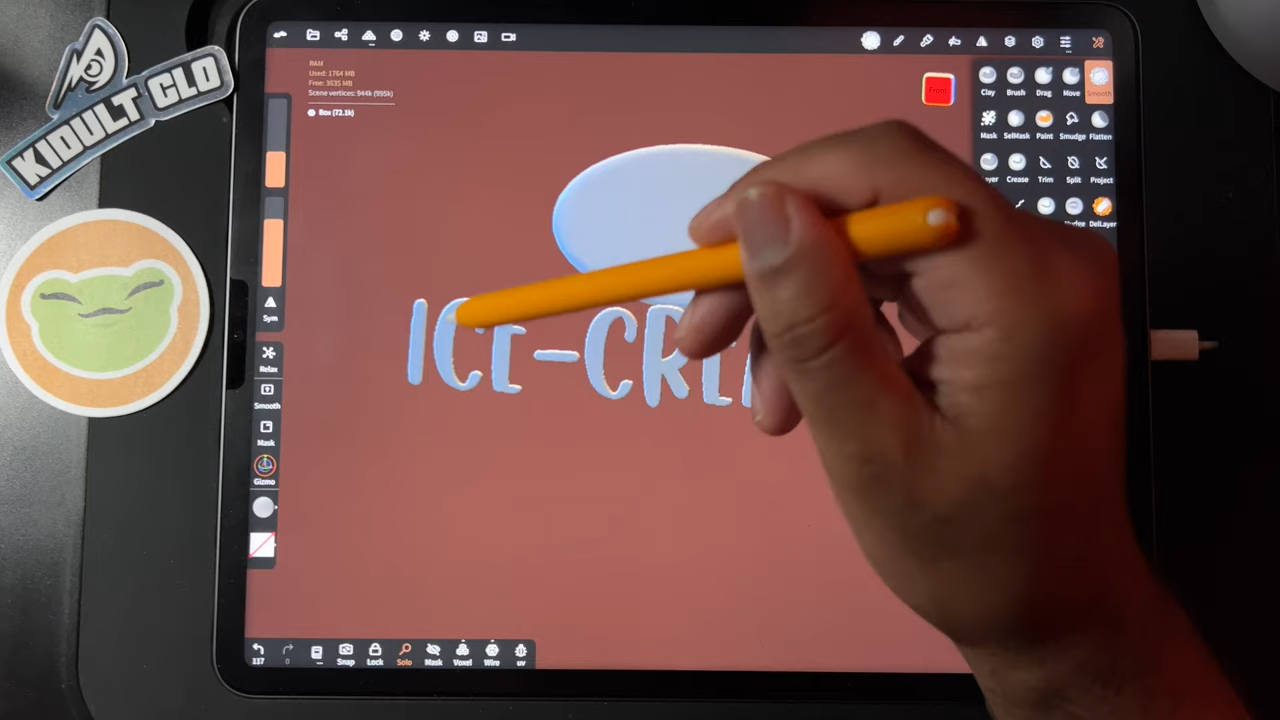 KIDULT CLO
RAM
Used: 1764 MB
Free: 3635 MB
Scene vertices: 944k (995k)
Box (72.1k)
Front
Clay Brush Drag Move Smooth
Mask SelMask Paint Smudge Flatten
Crease Trim Split Project
DelLayer
Sym
Relax
Smooth
Mask
Gizmo
ICE-CRE
117 0 Snap Lock Solo Mask Voxel Wire uv